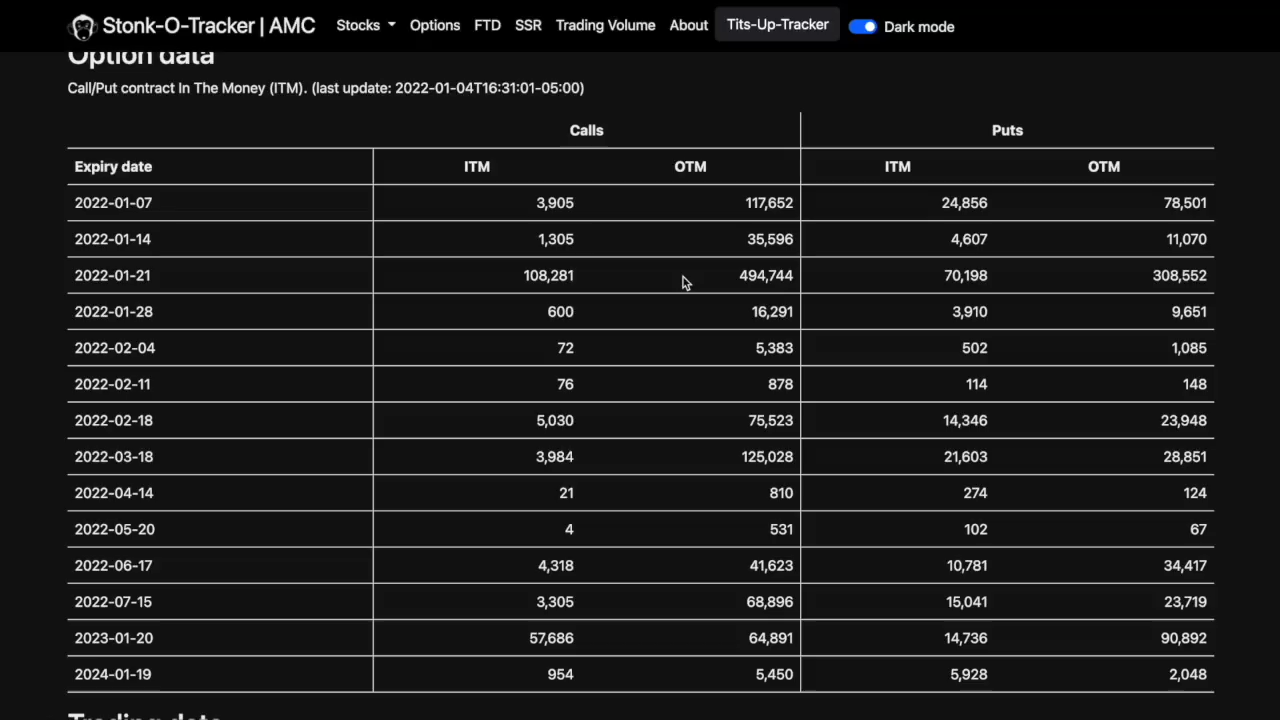 Stonk-O-Tracker | AMC Stocks Options FTD SSR Trading Volume About Tits-Up-Tracker Dark mode
Option data
Call/Put contract In The Money (ITM). (last update: 2022-01-04T16:31:01-05:00)
Calls Puts
Expiry date ITM OTM ITM OTM
2022-01-07 3,905 117,652 24,856 78,501
2022-01-14 1,305 35,596 4,607 11,070
2022-01-21 108,281 494,744 70,198 308,552
2022-01-28 600 16,291 3,910 9,651
2022-02-04 72 5,383 502 1,085
2022-02-11 76 878 114 148
2022-02-18 5,030 75,523 14,346 23,948
2022-03-18 3,984 125,028 21,603 28,851
2022-04-14 21 810 274 124
2022-05-20 4 531 102 67
2022-06-17 4,318 41,623 10,781 34,417
2022-07-15 3,305 68,896 15,041 23,719
2023-01-20 57,686 64,891 14,736 90,892
2024-01-19 954 5,450 5,928 2,048
Trading data